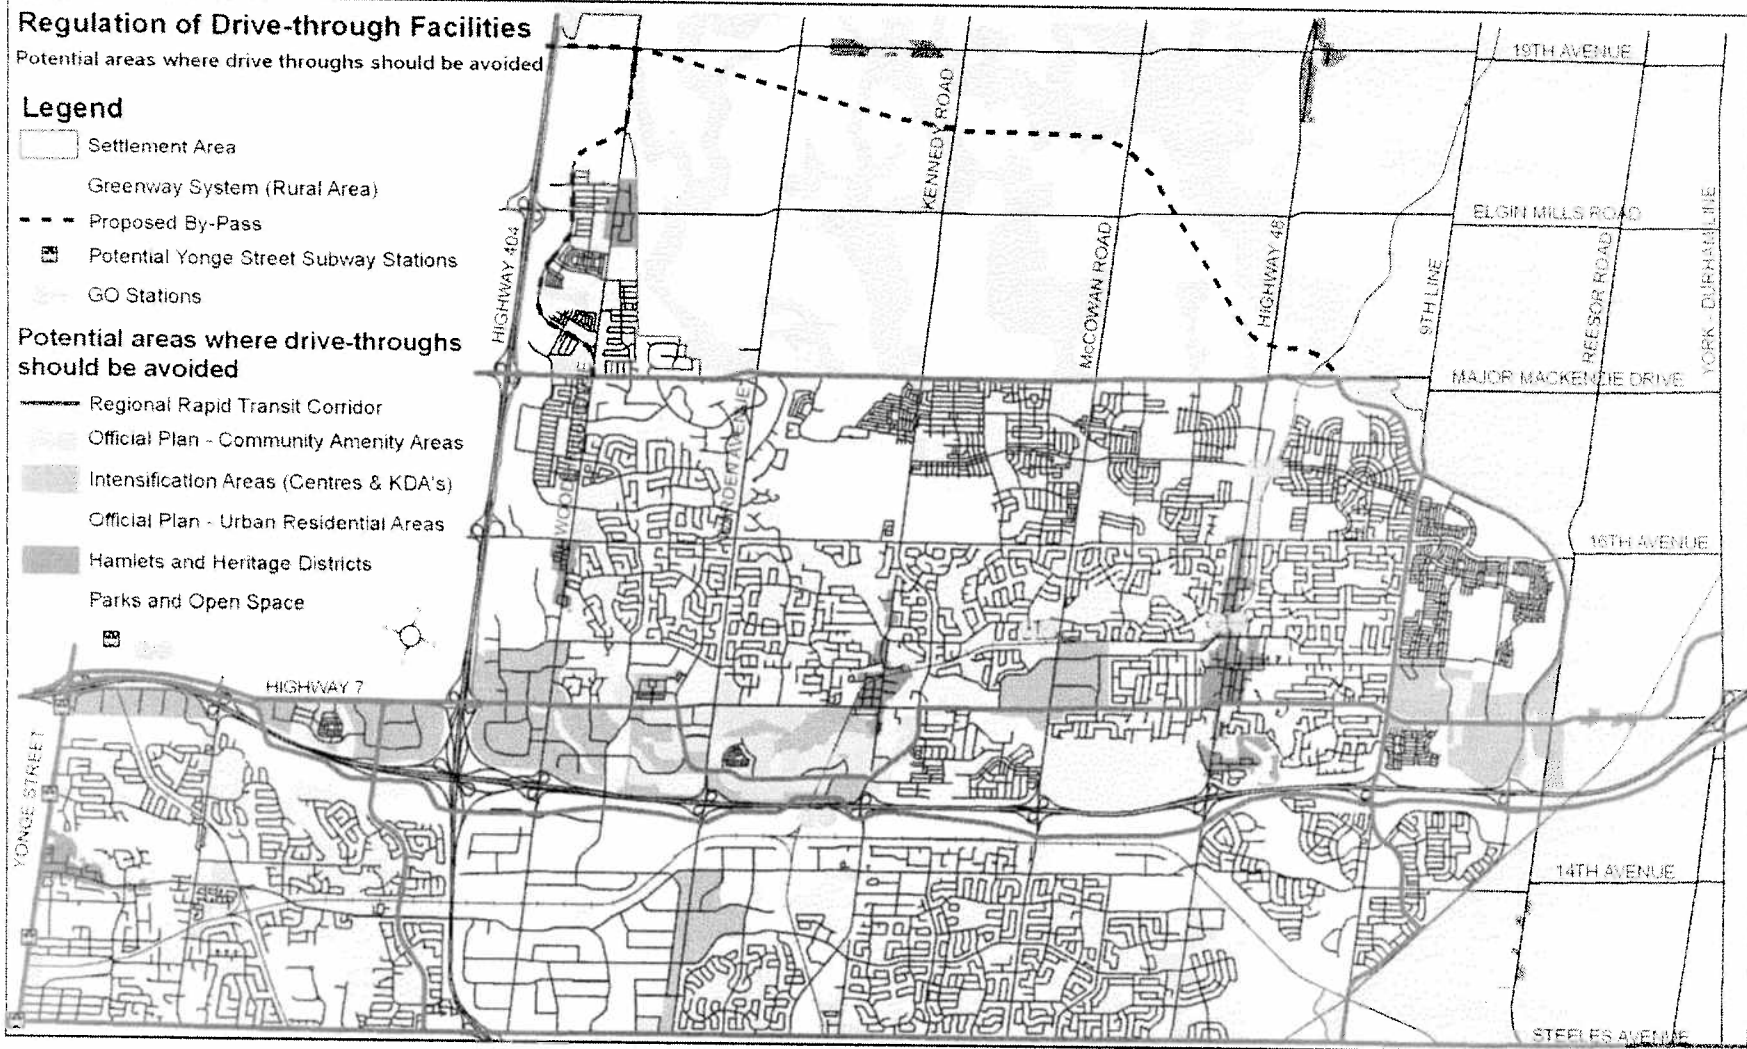 Regulation of Drive-through Facilities
Potential areas where drive throughs should be avoided
Legend
Settlement Area
Greenway System (Rural Area)
Proposed By-Pass
Potential Yonge Street Subway Stations
GO Stations
Potential areas where drive-throughs
should be avoided
Regional Rapid Transit Corridor
Official Plan - Community Amenity Areas
Intensification Areas (Centres & KDA's)
Official Plan - Urban Residential Areas
Hamlets and Heritage Districts
Parks and Open Space
HIGHWAY 7
YONGE STREET
HIGHWAY 404
KENNEDY ROAD
McCOWAN ROAD
HIGHWAY 48
9TH LINE
REESOR ROAD
YORK - DURHAM LINE
19TH AVENUE
ELGIN MILLS ROAD
MAJOR MACKENZIE DRIVE
16TH AVENUE
14TH AVENUE
STEELES AVENUE